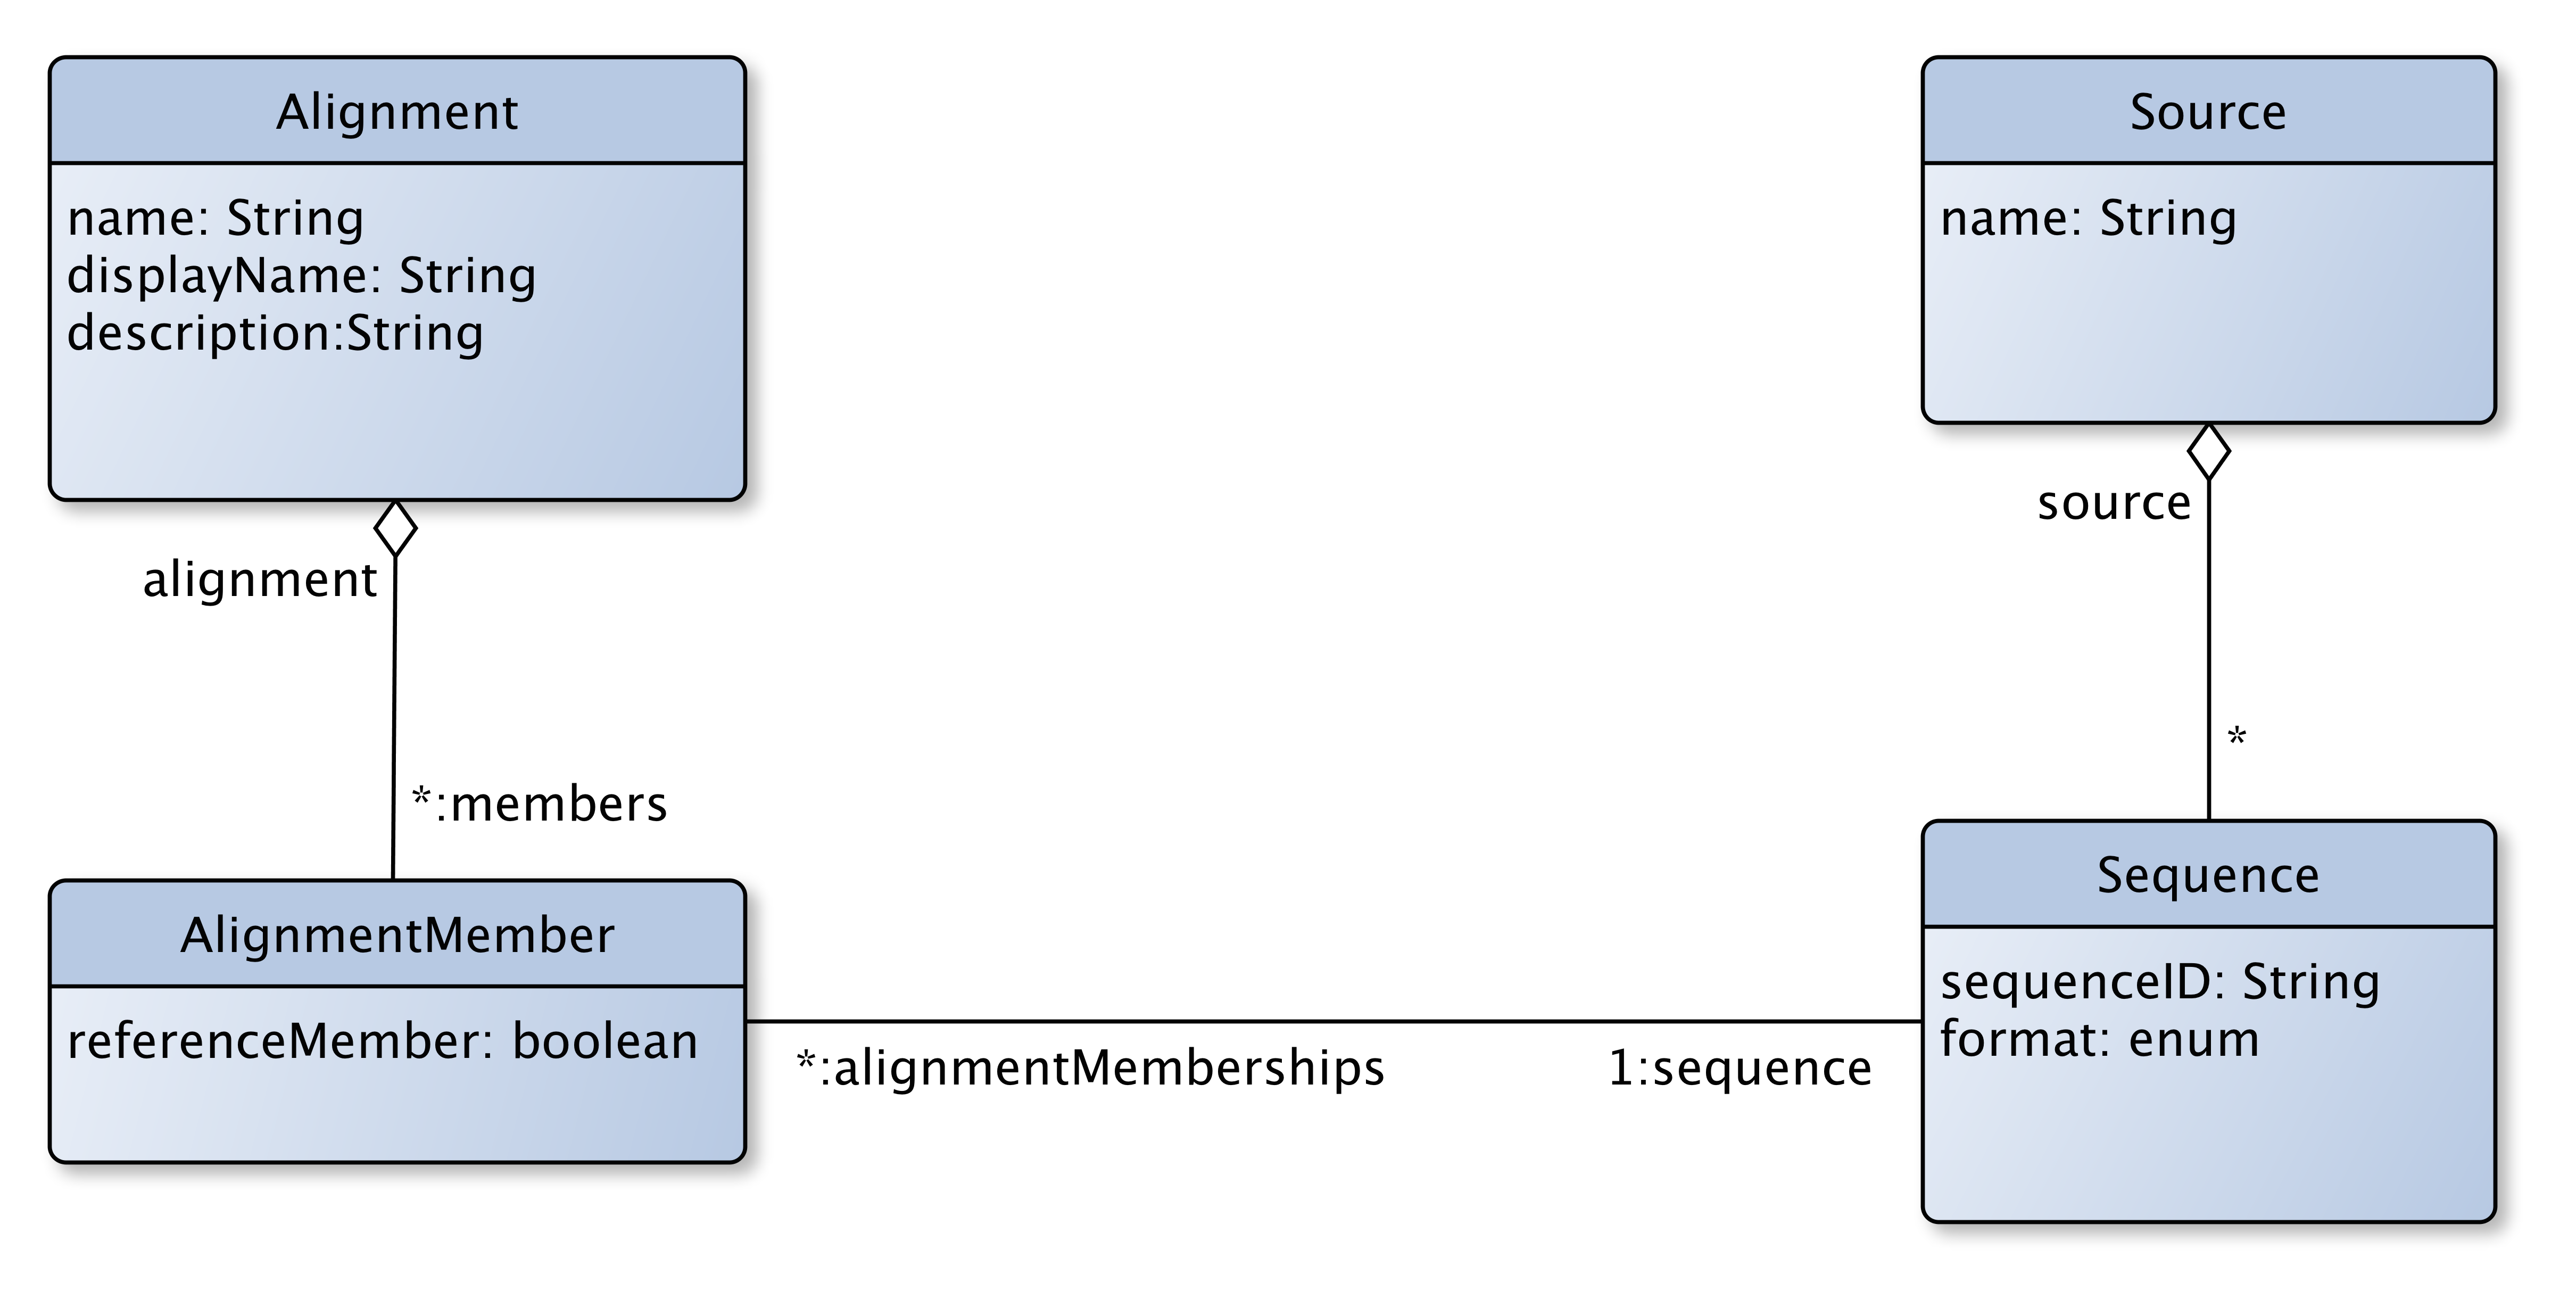 Alignment
name: String
displayName: String
description:String
Source
name: String
alignment
source
*:members
*
AlignmentMember
referenceMember: boolean
*:alignmentMemberships
1:sequence
Sequence
sequenceID: String
format: enum